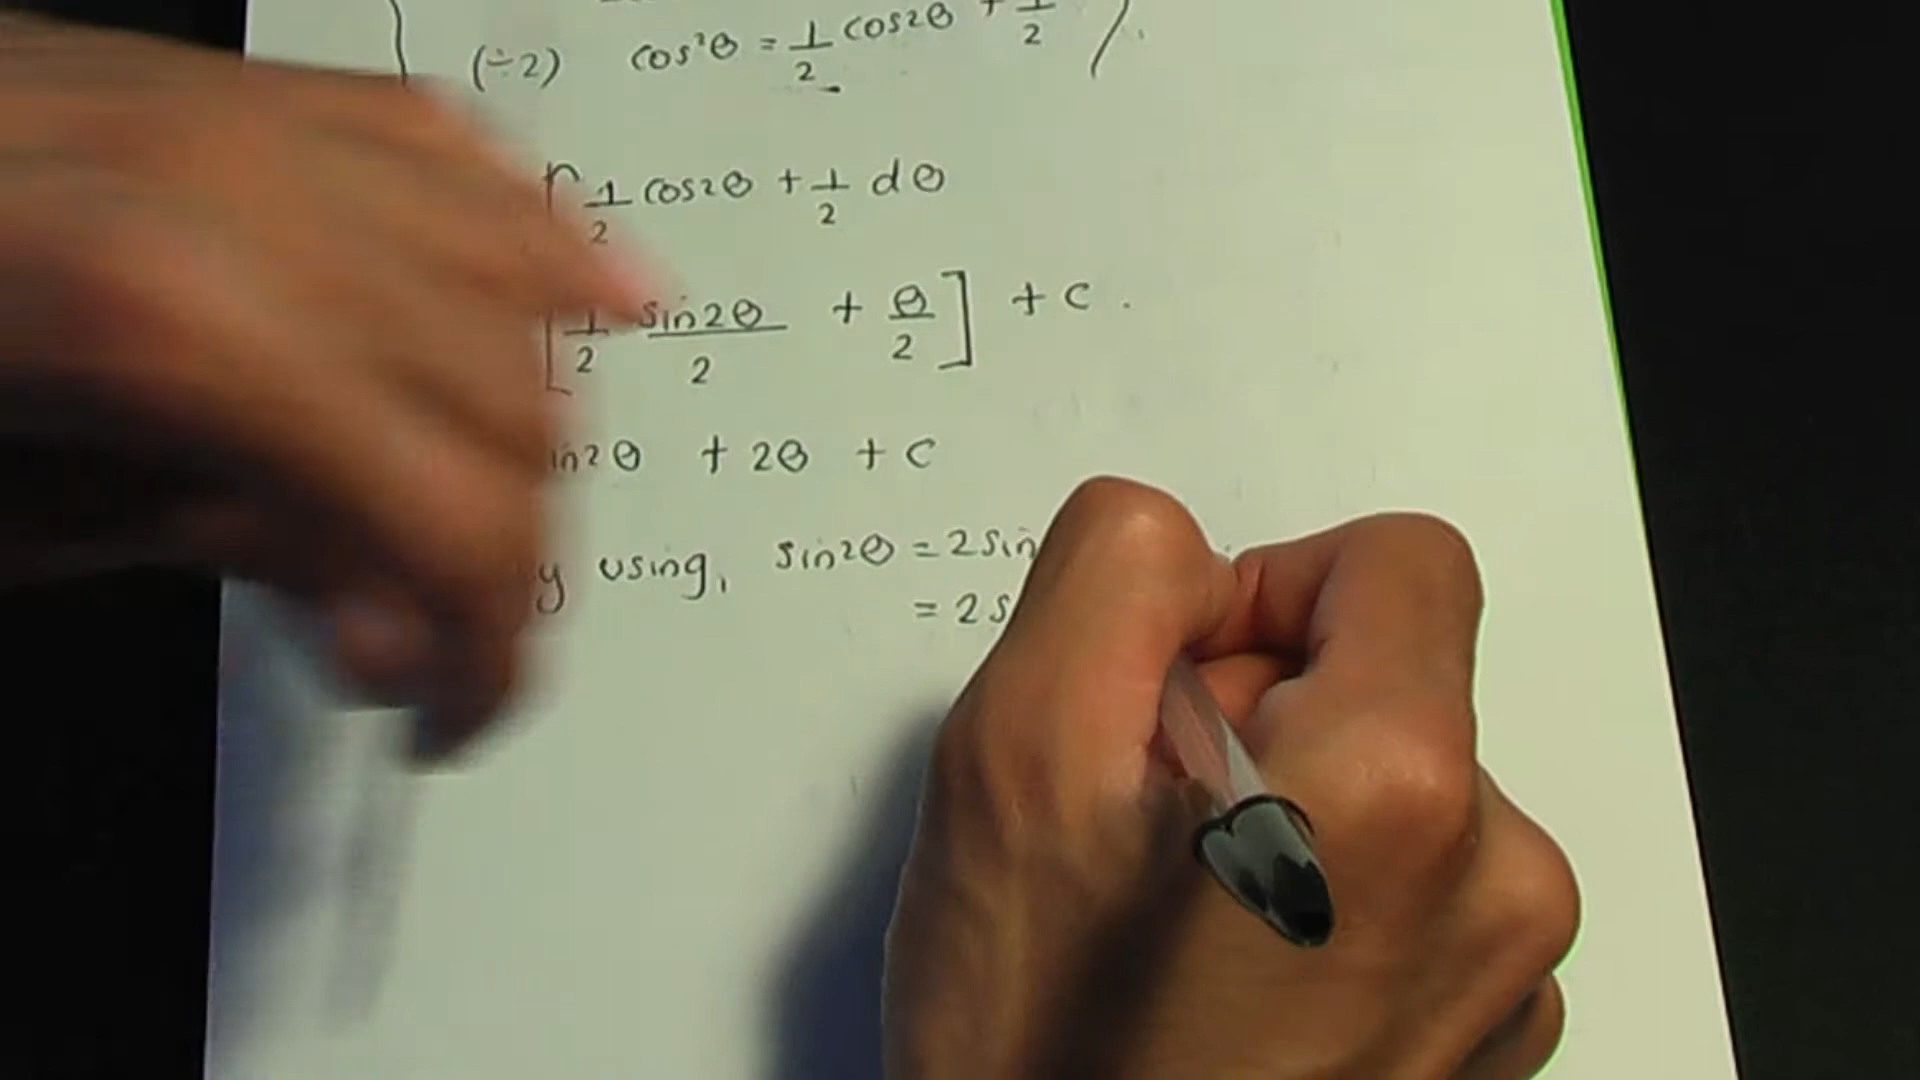 (÷2) cos²θ = 1/2 cos2θ + 1/2
1/2 cos2θ + 1/2 dθ
[1/2 sin2θ/2 + θ/2] + c.
in2θ + 2θ + c
y using, sin2θ = 2sin
= 2s